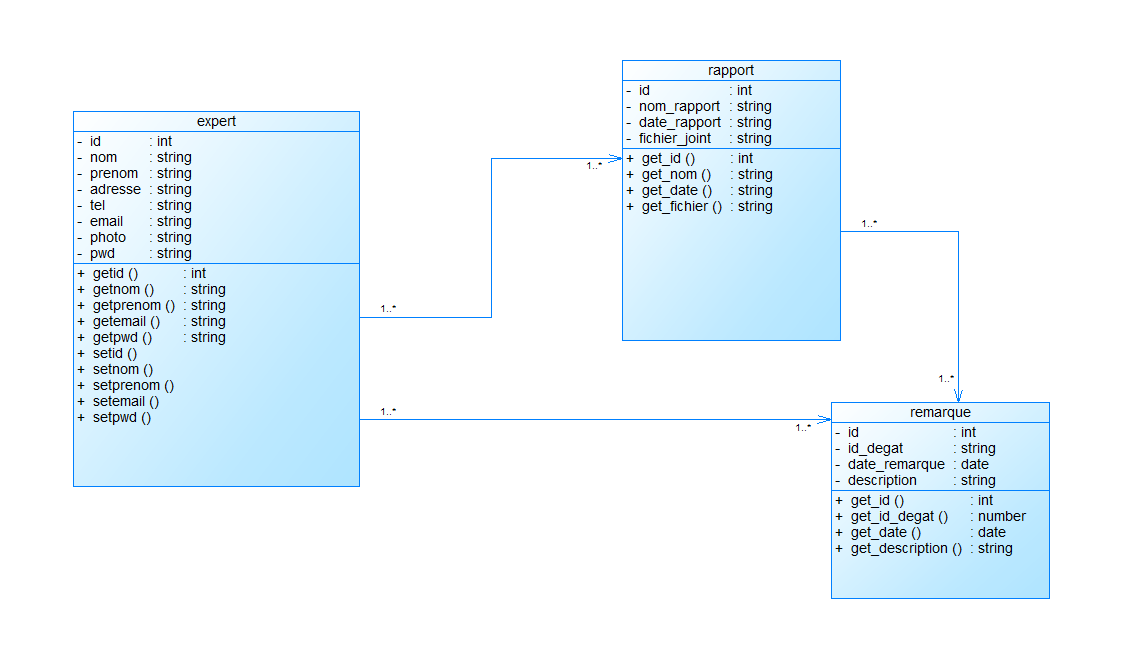 expert
- id : int
- nom : string
- prenom : string
- adresse : string
- tel : string
- email : string
- photo : string
- pwd : string
+ getid () : int
+ getnom () : string
+ getprenom () : string
+ getemail () : string
+ getpwd () : string
+ setid ()
+ setnom ()
+ setprenom ()
+ setemail ()
+ setpwd ()
1..*
1..*
rapport
- id : int
- nom_rapport : string
- date_rapport : string
- fichier_joint : string
+ get_id () : int
+ get_nom () : string
+ get_date () : string
+ get_fichier () : string
1..*
1..*
1..*
1..*
remarque
- id : int
- id_degat : string
- date_remarque : date
- description : string
+ get_id () : int
+ get_id_degat () : number
+ get_date () : date
+ get_description () : string